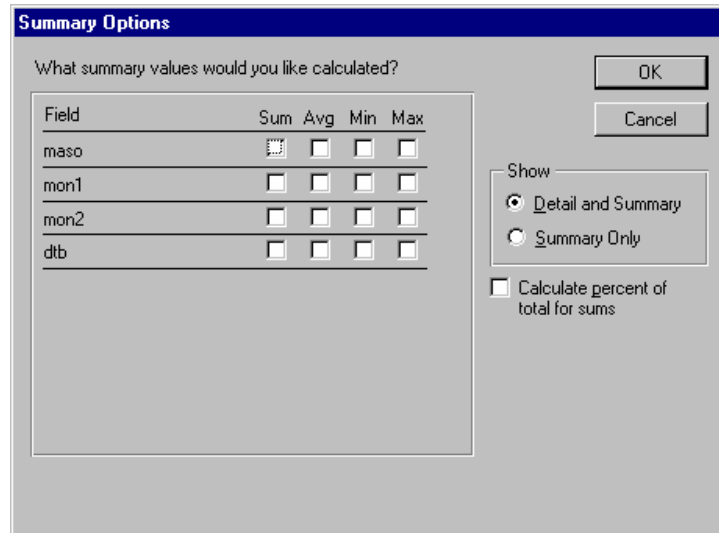 Summary Options
What summary values would you like calculated?
OK
Cancel
Field Sum Avg Min Max
maso
mon1
mon2
dtb
Show
Detail and Summary
Summary Only
Calculate percent of
total for sums